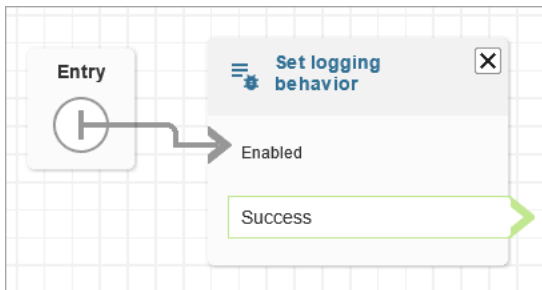 Entry
Set logging
behavior
Enabled
Success